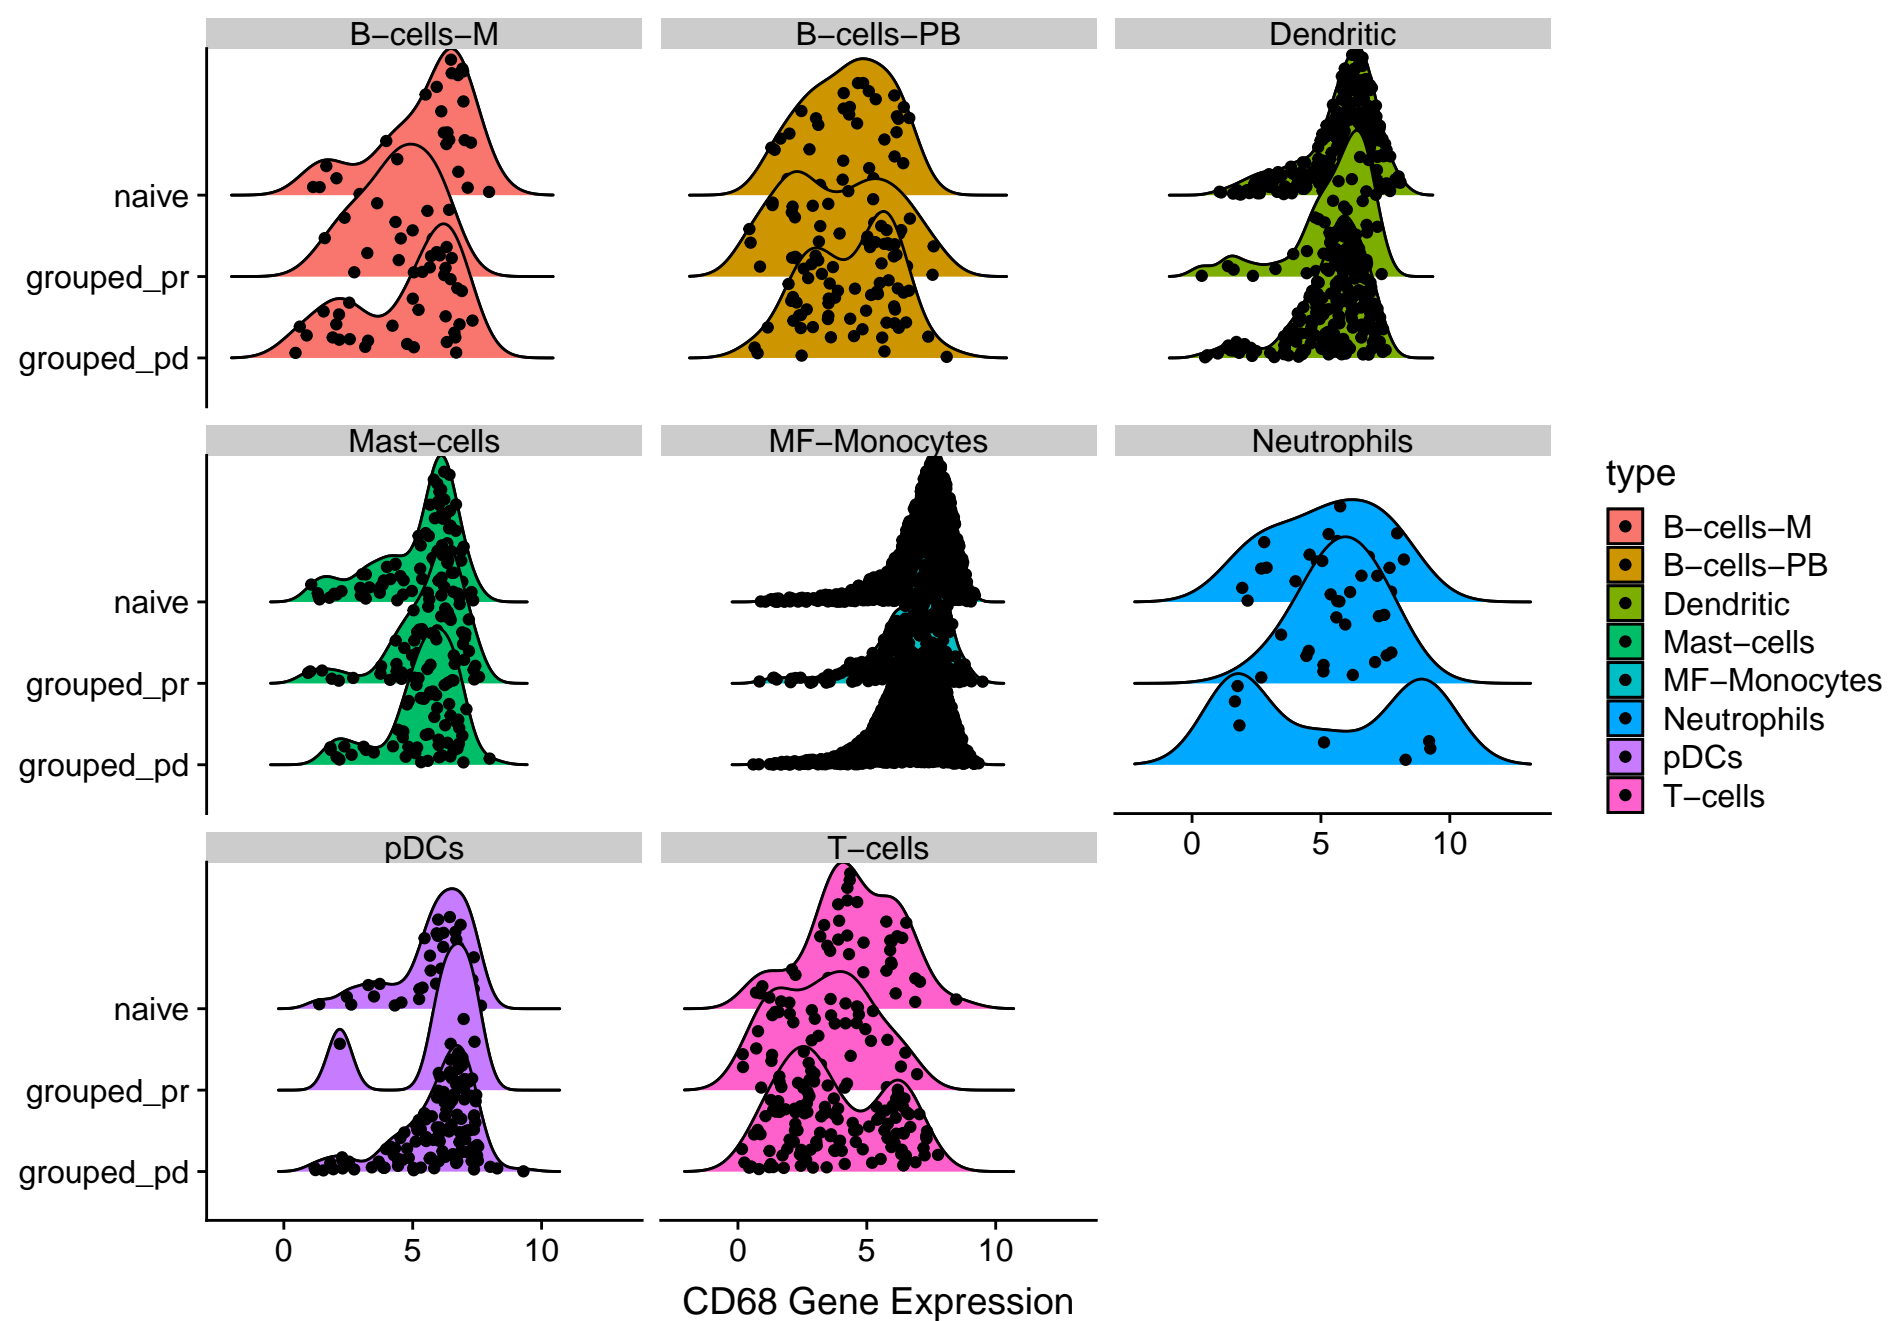 B−cells−M
B−cells−PB
Dendritic
naive
grouped_pr
grouped_pd
Mast−cells
MF−Monocytes
Neutrophils
naive
grouped_pr
grouped_pd
0 5 10
type
B−cells−M
B−cells−PB
Dendritic
Mast−cells
MF−Monocytes
Neutrophils
pDCs
T−cells
pDCs
T−cells
naive
grouped_pr
grouped_pd
0 5 10
0 5 10
CD68 Gene Expression